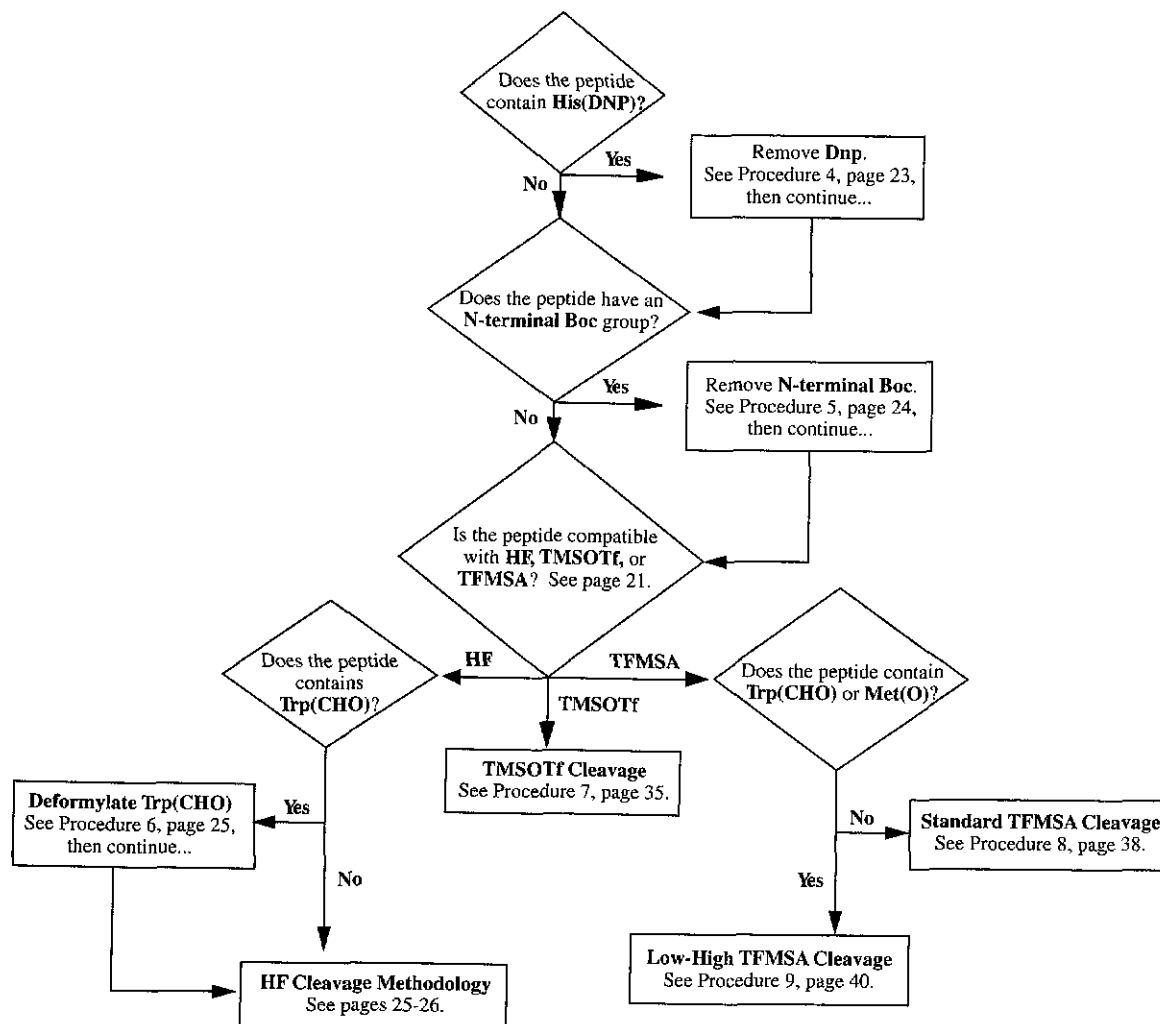 Does the peptide
contain His(DNP)?
Yes
No
Remove Dnp.
See Procedure 4, page 23,
then continue...
Does the peptide have an
N-terminal Boc group?
Yes
No
Remove N-terminal Boc.
See Procedure 5, page 24,
then continue...
Is the peptide compatible
with HF, TMSOTf, or
TFMSA? See page 21.
HF
TFMSA
TMSOTf
Does the peptide
contains
Trp(CHO)?
Does the peptide contain
Trp(CHO) or Met(O)?
TMSOTf Cleavage
See Procedure 7, page 35.
Deformylate Trp(CHO)
See Procedure 6, page 25,
then continue...
Yes
No
No
Yes
Standard TFMSA Cleavage
See Procedure 8, page 38.
HF Cleavage Methodology
See pages 25-26.
Low-High TFMSA Cleavage
See Procedure 9, page 40.